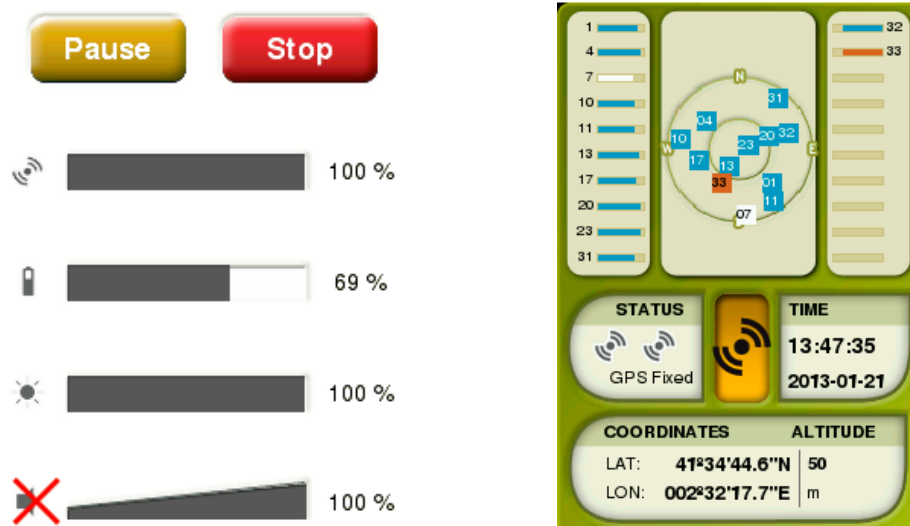 Pause Stop
100 %
69 %
100 %
100 %
1
4
7
10
11
13
17
20
23
31
N
31
04
10
20 32
W
23
E
17
13
33
01
11
07
32
33
STATUS
GPS Fixed
TIME
13:47:35
2013-01-21
COORDINATES ALTITUDE
LAT: 41º34'44.6"N 50
LON: 002º32'17.7"E m